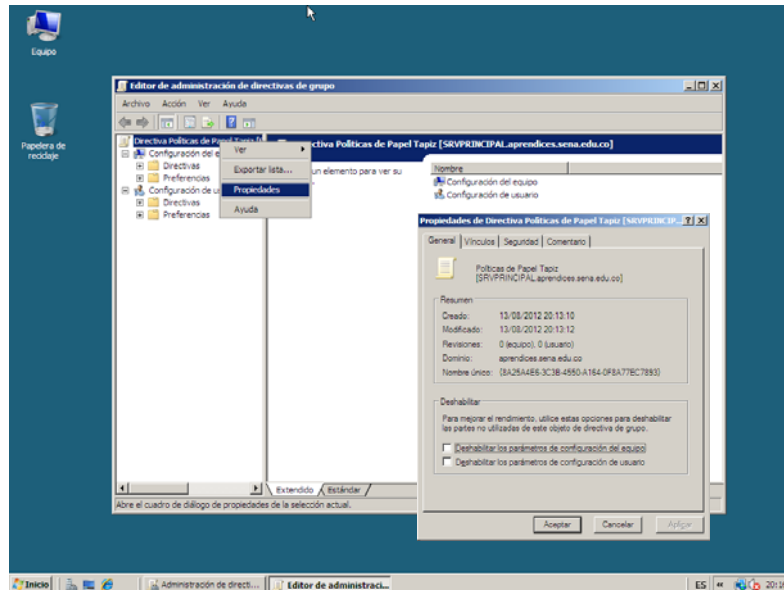 Equipo
Papelera de
reciclaje
Editor de administración de directivas de grupo
Archivo Acción Ver Ayuda
Directiva Políticas de Papel Tapiz
Configuración del e
Directivas
Preferencias
Configuración de us
Directivas
Preferencias
Ver
Exportar lista...
Propiedades
Ayuda
ctiva Políticas de Papel Tapiz [SRVPRINCIPAL.aprendices.sena.edu.co]
un elemento para ver su
Nombre
Configuración del equipo
Configuración de usuario
Propiedades de Directiva Políticas de Papel Tapiz [SRVPRINCIP...
General Vínculos Seguridad Comentario
Políticas de Papel Tapiz
[SRVPRINCIPAL.aprendices.sena.edu.co]
Resumen
Creado: 13/08/2012 20:13:10
Modificado: 13/08/2012 20:13:12
Revisiones: 0 (equipo), 0 (usuario)
Dominio: aprendices.sena.edu.co
Nombre único: {8A25A4E6-3C3B-4550-A164-0F8A77EC7893}
Deshabilitar
Para mejorar el rendimiento, utilice estas opciones para deshabilitar
las partes no utilizadas de este objeto de directiva de grupo.
Deshabilitar los parámetros de configuración del equipo
Deshabilitar los parámetros de configuración de usuario
Aceptar Cancelar Aplicar
Extendido Estándar
Abre el cuadro de diálogo de propiedades de la selección actual.
Inicio Administración de directi... Editor de administraci... ES 20:16